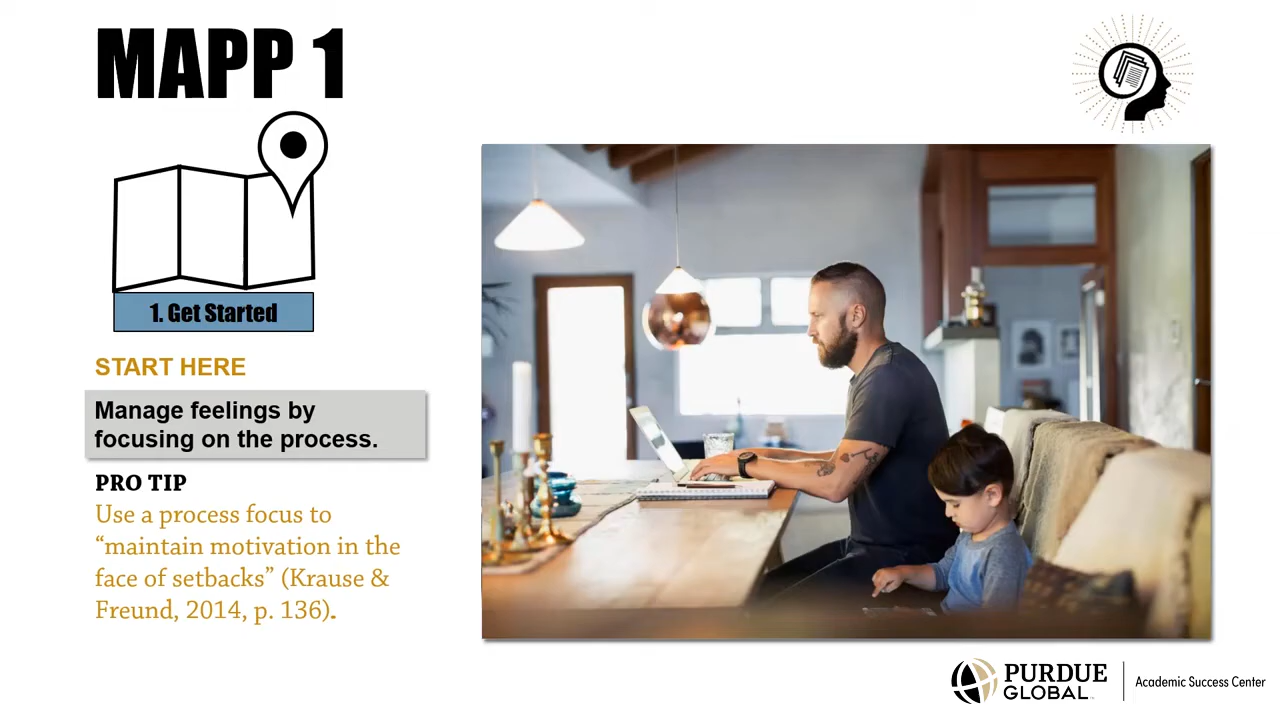 MAPP 1
1. Get Started
START HERE
Manage feelings by
focusing on the process.
PRO TIP
Use a process focus to
“maintain motivation in the
face of setbacks” (Krause &
Freund, 2014, p. 136).
PURDUE
GLOBAL
Academic Success Center